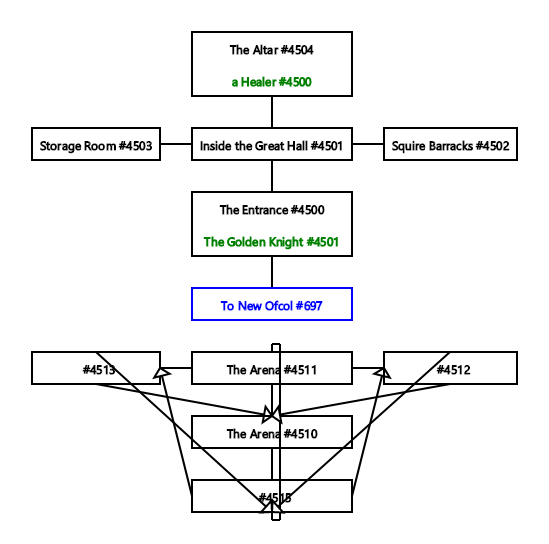 The Altar #4504
a Healer #4500
Storage Room #4503
Inside the Great Hall #4501
Squire Barracks #4502
The Entrance #4500
The Golden Knight #4501
To New Ofcol #697
#4513
The Arena #4511
#4512
The Arena #4510
#4515